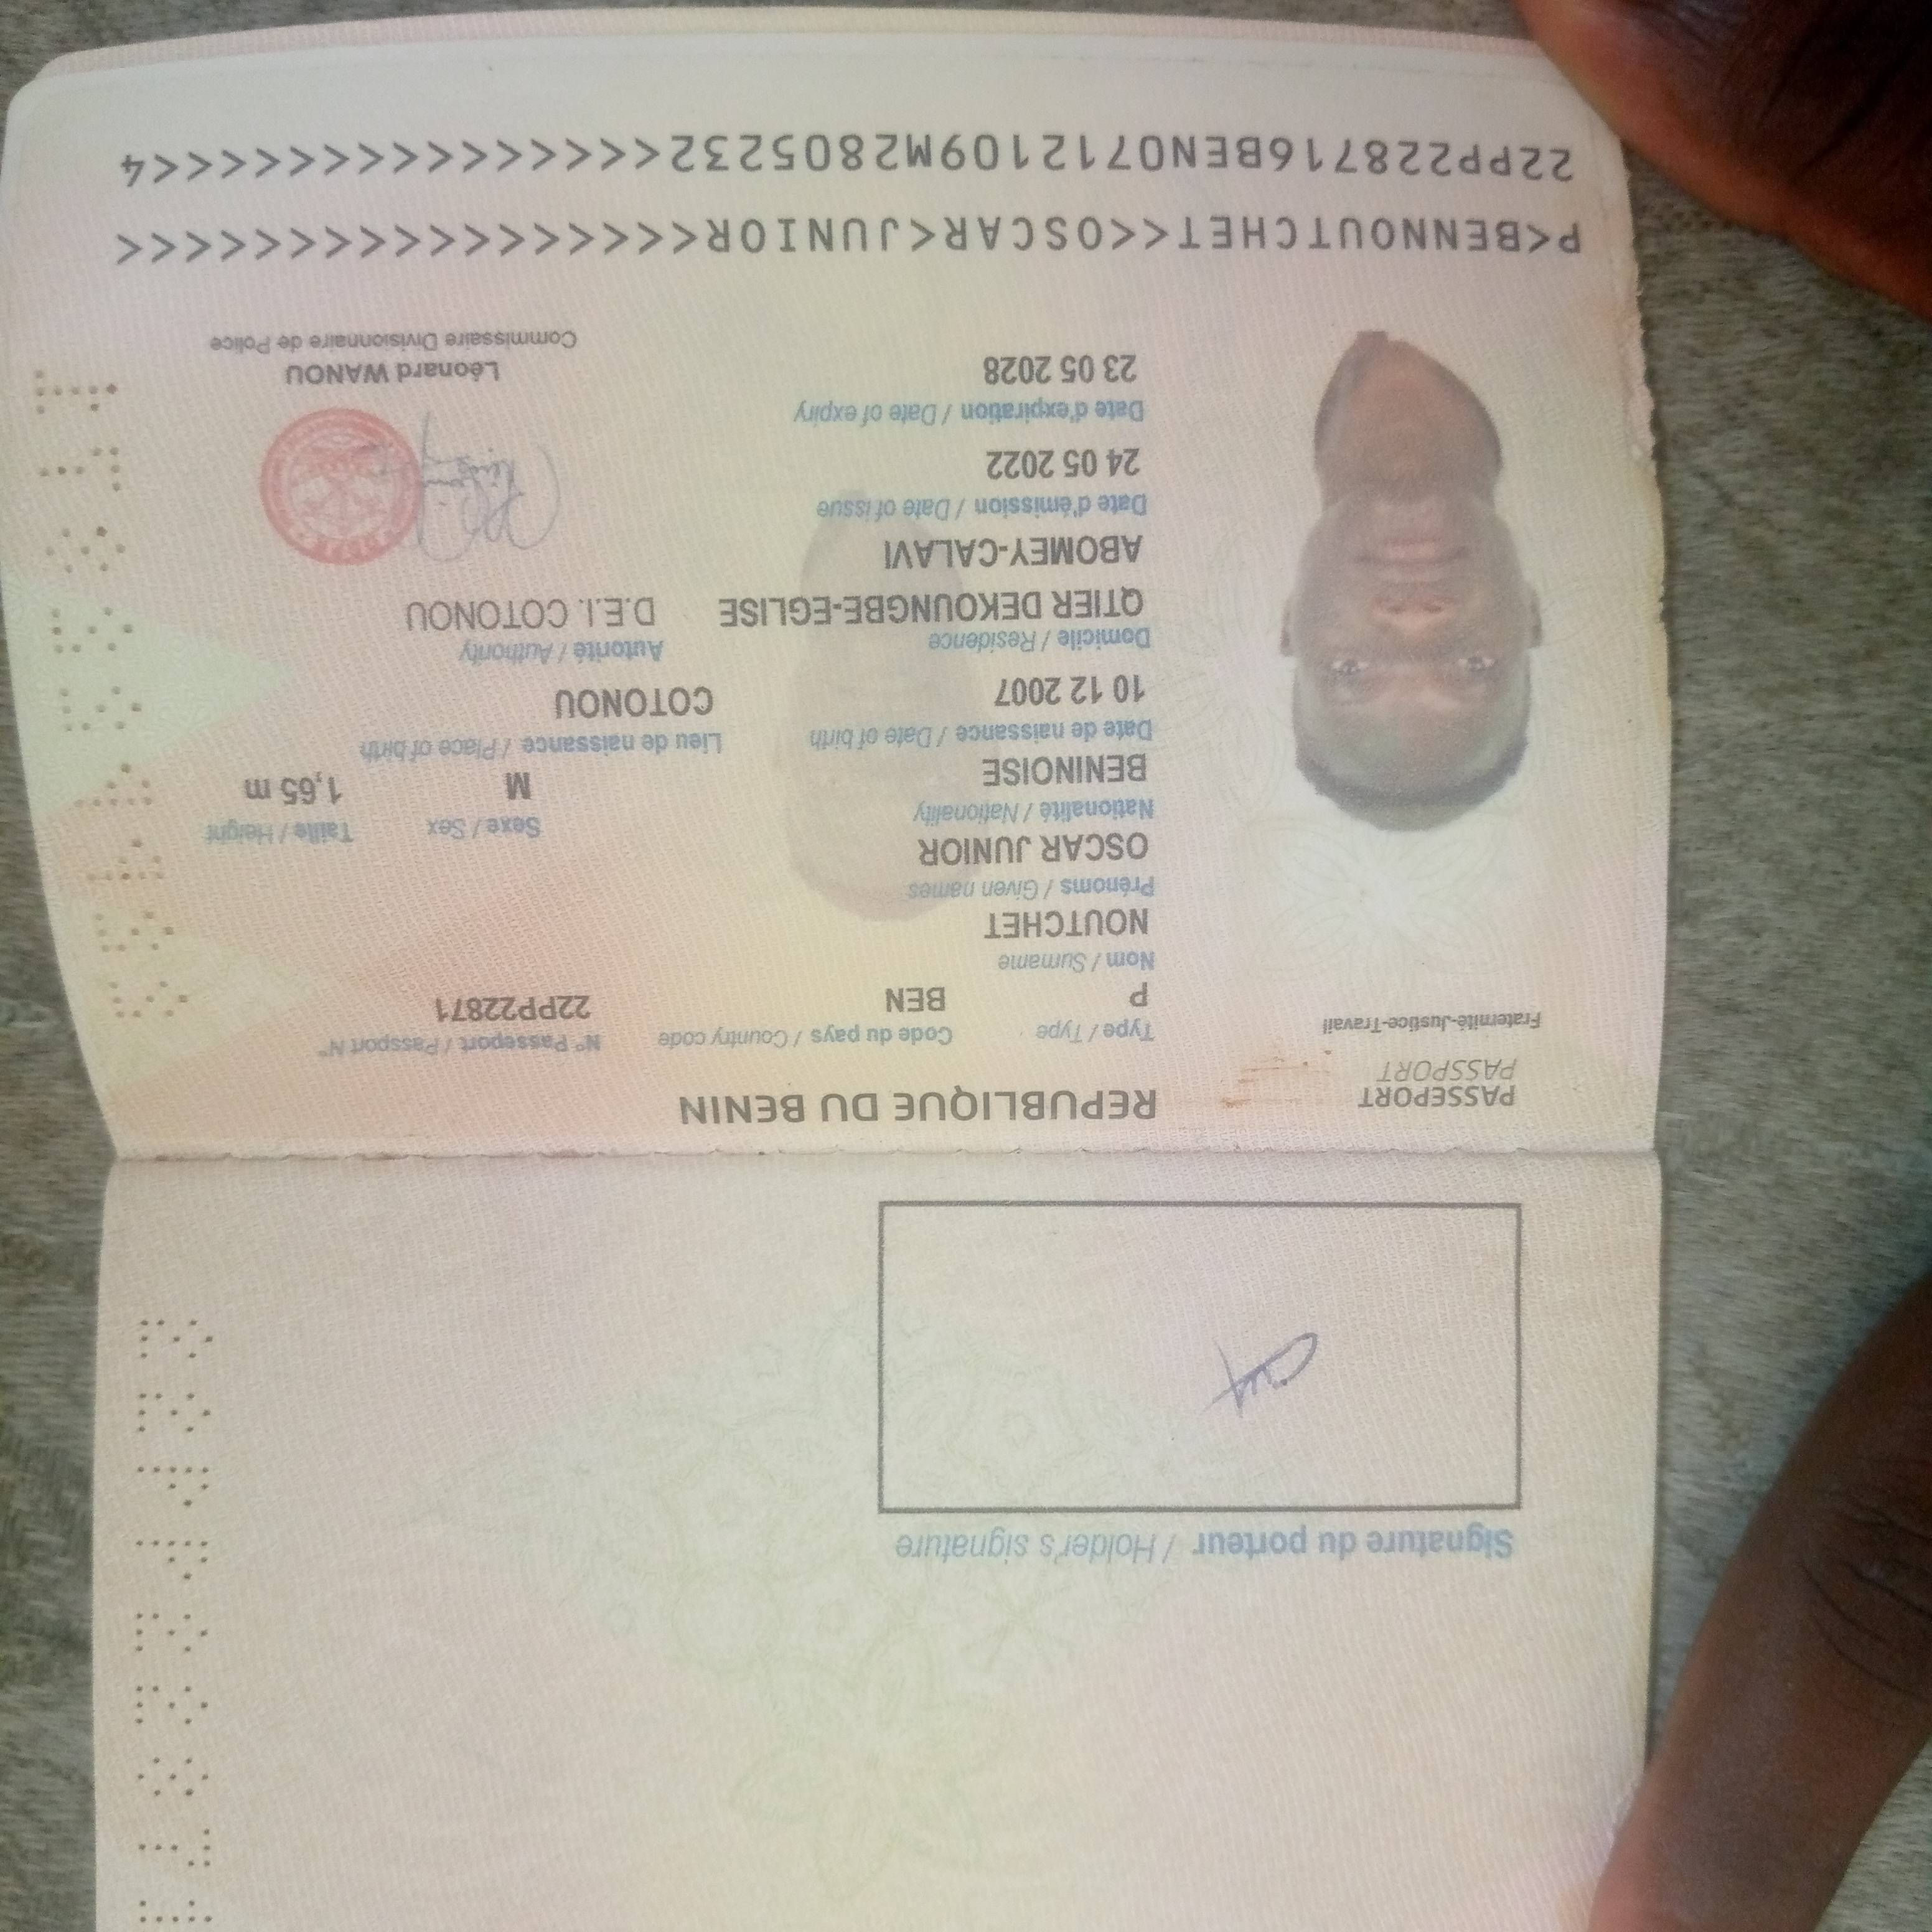 Signature du porteur / Holder's signature
REPUBLIQUE DU BENIN
PASSEPORT
PASSPORT
Fraternité-Justice-Travail
Type / Type
Code du pays / Country code
N° Passeport / Passport N°
P
BEN
22PP22871
Nom / Surname
NOUTCHET
Prénoms / Given names
OSCAR JUNIOR
Nationalité / Nationality
Sexe / Sex
Taille / Height
BENINOISE
M
1,65 m
Date de naissance / Date of birth
Lieu de naissance / Place of birth
10 12 2007
COTONOU
Domicile / Residence
Autorité / Authority
QTIER DEKOUNGBE-EGLISE
D.E.I. COTONOU
ABOMEY-CALAVI
Date d'émission / Date of issue
24 05 2022
Date d'expiration / Date of expiry
23 05 2028
Léonard WANOU
Commissaire Divisionnaire de Police
P<BENNOUTCHET<<OSCAR<JUNIOR<<<<<<<<<<<<<<<<<
22PP228716BEN0712109M2805232<<<<<<<<<<<<<<<4